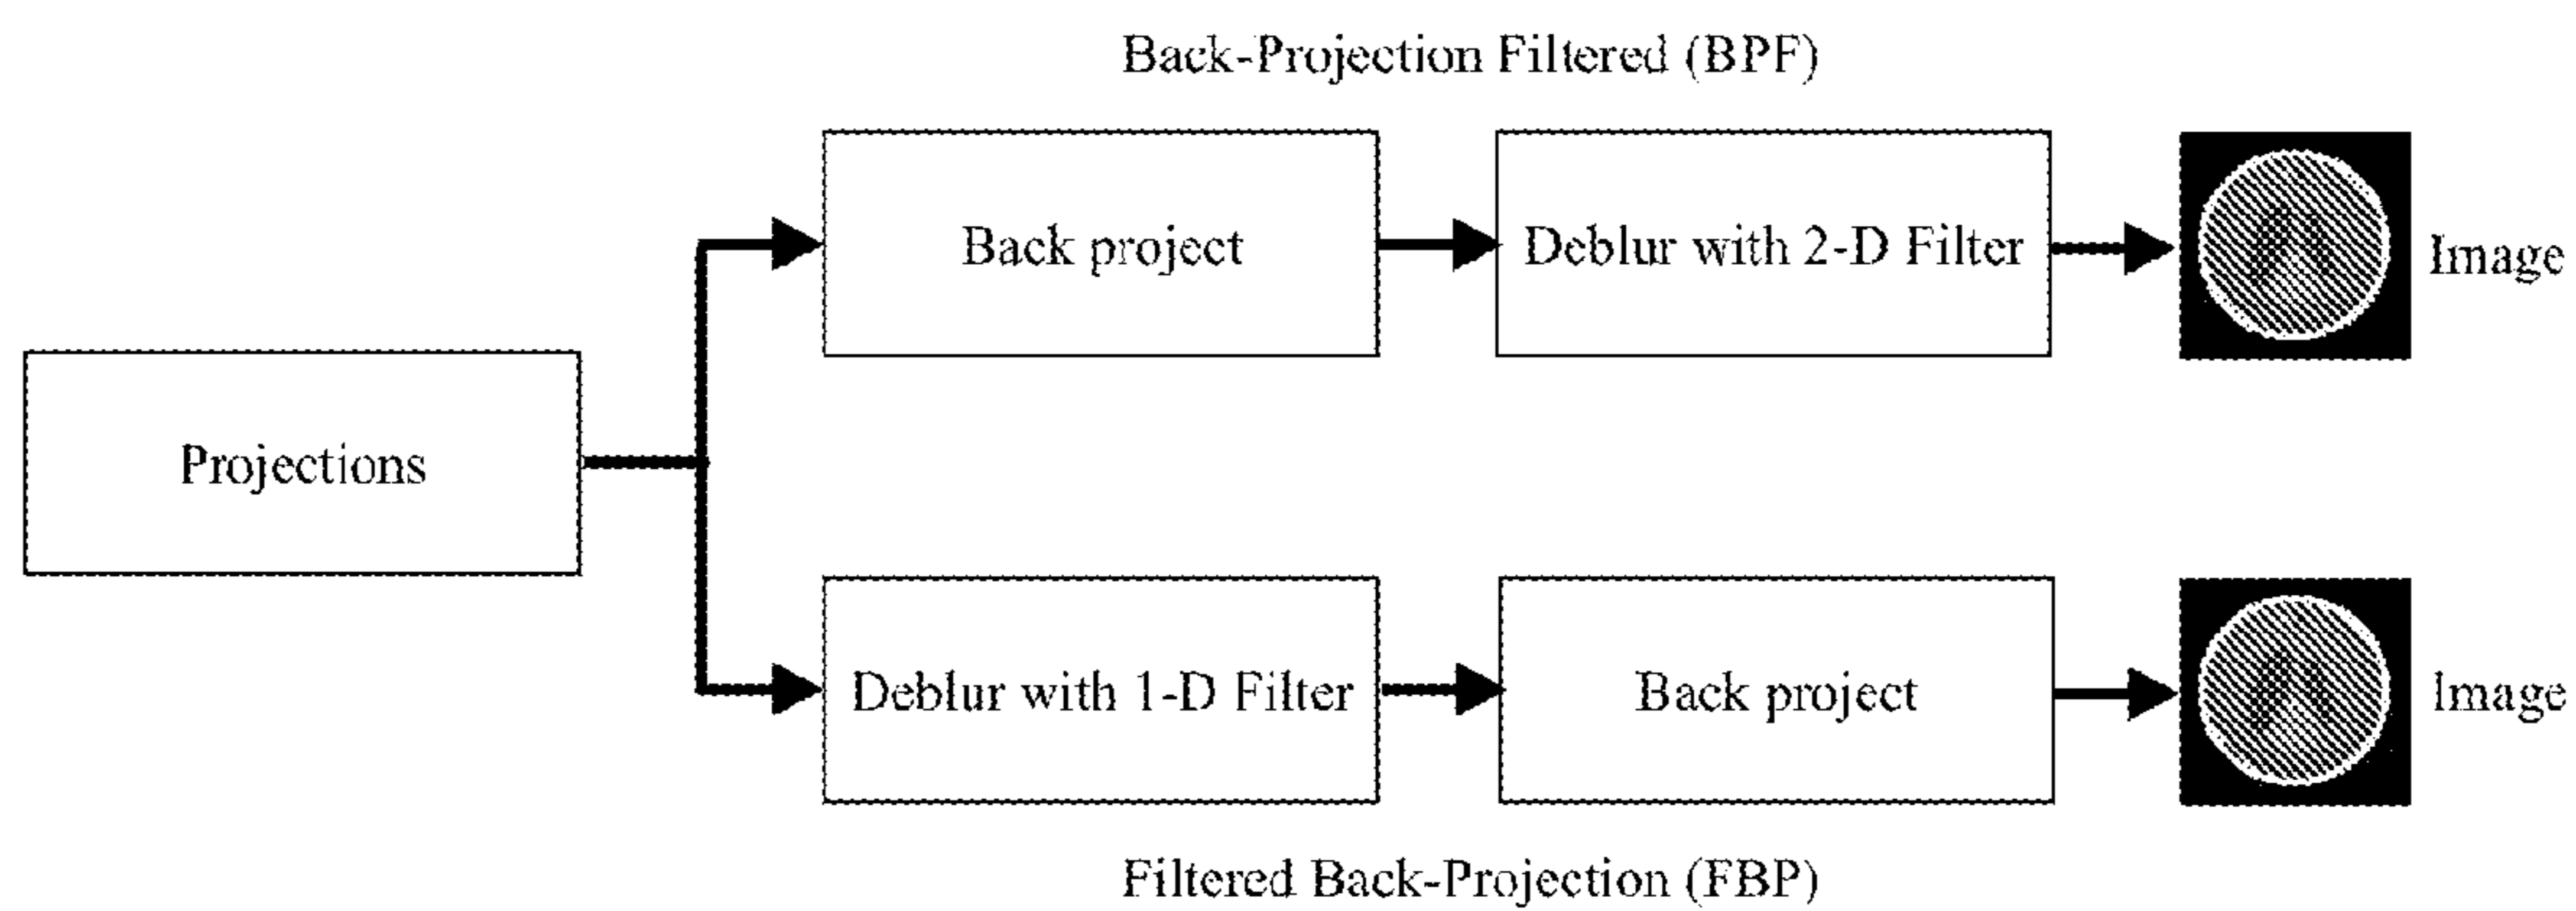 Back-Projection Filtered (BPF)
Back project
Deblur with 2-D Filter
Image
Projections
Deblur with 1-D Filter
Back project
Image
Filtered Back-Projection (FBP)